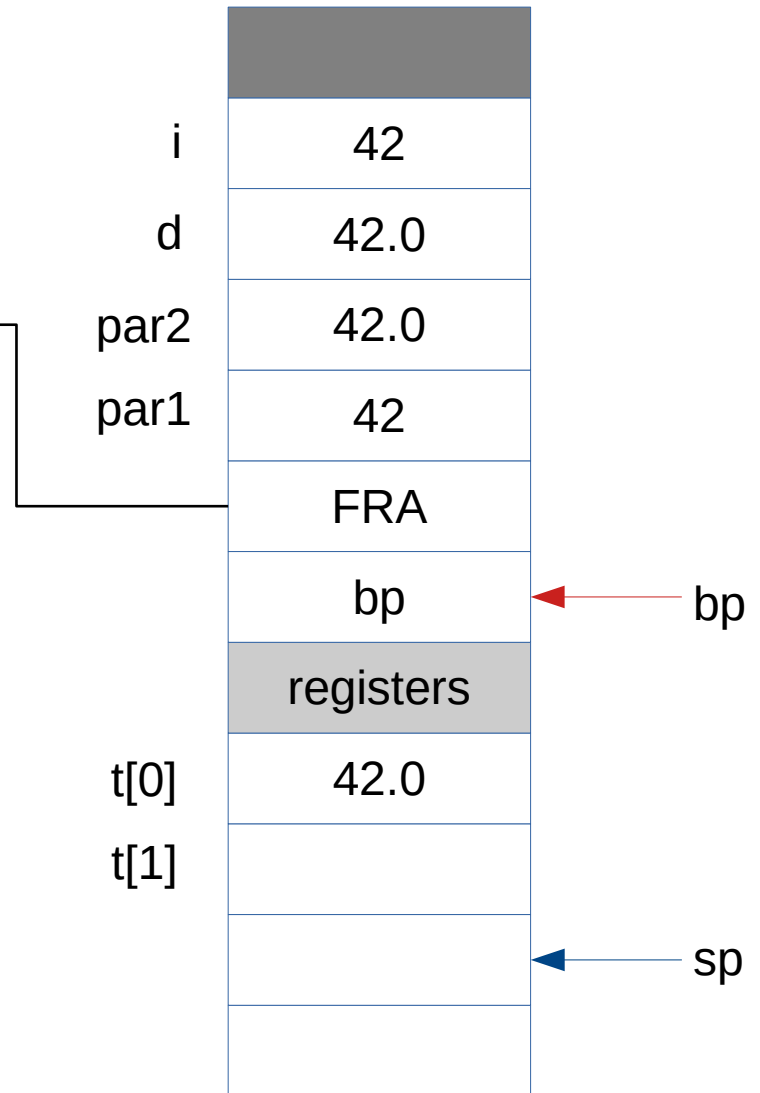 i 42
d 42.0
par2 42.0
par1 42
FRA
bp bp
registers
t[0] 42.0
t[1]
sp